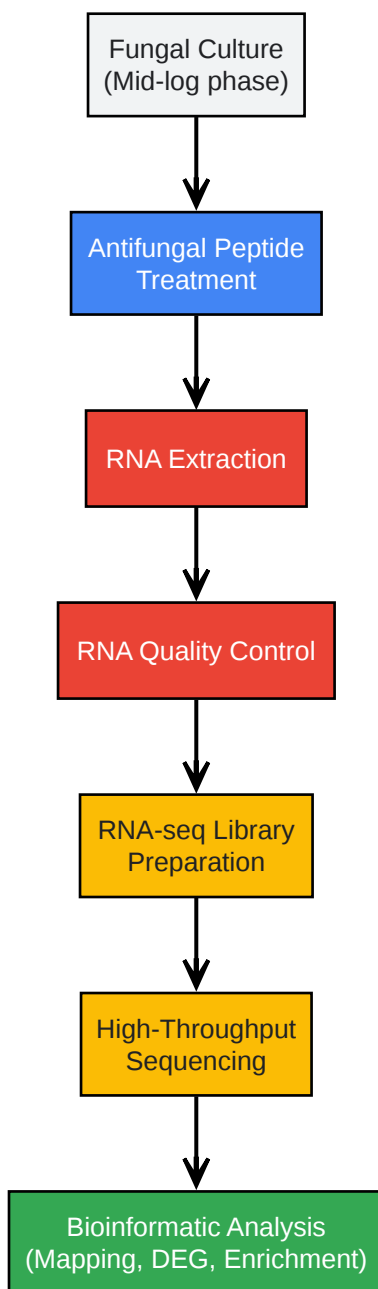 Fungal Culture
(Mid-log phase)
Antifungal Peptide
Treatment
RNA Extraction
RNA Quality Control
RNA-seq Library
Preparation
High-Throughput
Sequencing
Bioinformatic Analysis
(Mapping, DEG, Enrichment)